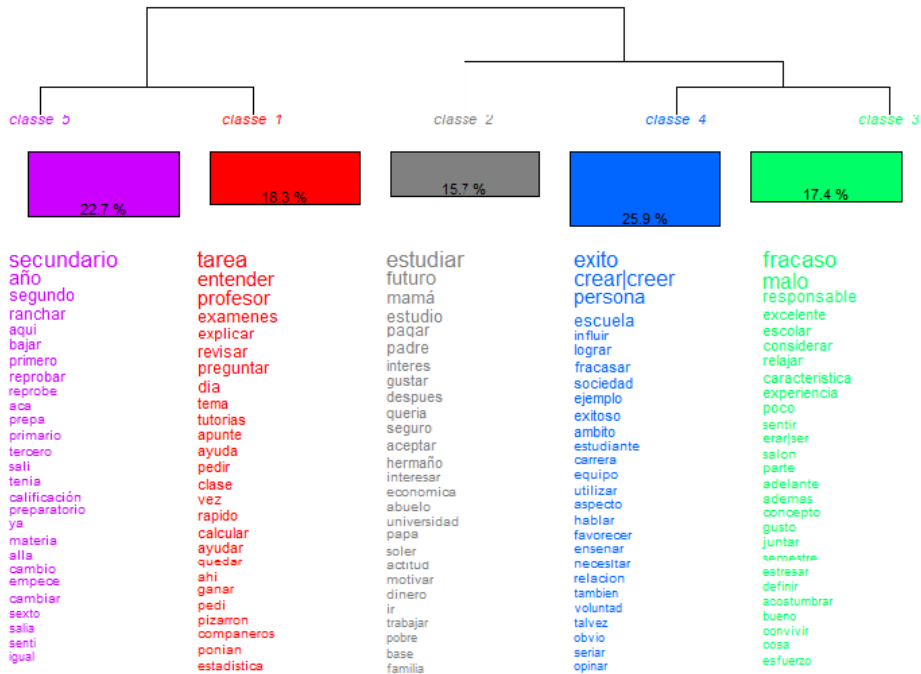 classe 5
classe 1
classe 2
classe 4
classe 3
22.7 %
18.3 %
15.7 %
25.9 %
17.4 %
secundario
año
segundo
ranchar
aqui
bajar
primero
reprobar
reprobe
aca
prepa
primario
tercero
sali
tenia
calificación
preparatorio
ya
materia
alla
cambio
empece
cambiar
sexto
salia
senti
igual
tarea
entender
profesor
examenes
explicar
revisar
preguntar
dia
tema
tutorias
apunte
ayuda
pedir
clase
vez
rapido
calcular
ayudar
quedar
ahi
ganar
pedi
pizarron
companeros
ponian
estadistica
estudiar
futuro
mamá
estudio
pagar
padre
interes
gustar
despues
queria
seguro
aceptar
hermaño
interesar
economica
abuelo
universidad
papa
soler
actitud
motivar
dinero
ir
trabajar
pobre
base
familia
exito
crear|creer
persona
escuela
influir
lograr
fracasar
sociedad
ejemplo
exitoso
ambito
estudiante
carrera
equipo
utilizar
aspecto
hablar
favorecer
ensenar
necesitar
relacion
tambien
voluntad
talvez
obvio
seriar
opinar
fracaso
malo
responsable
excelente
escolar
considerar
relajar
caracteristica
experiencia
poco
sentir
erar|ser
salon
parte
adelante
ademas
concepto
gusto
juntar
semestre
estresar
definir
acostumbrar
bueno
convivir
cosa
esfuerzo